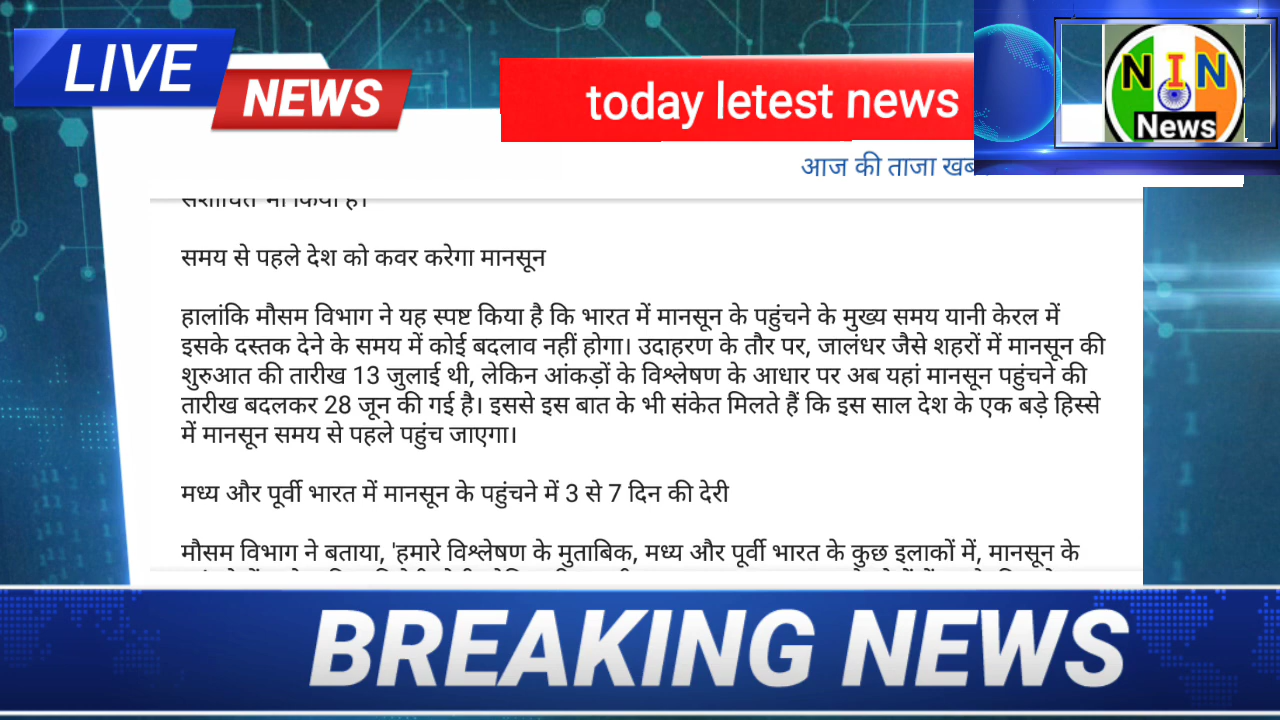 LIVE
NEWS
today letest news
NIN
News
आज की ताजा
समय से पहले देश को कवर करेगा मानसून
हालांकि मौसम विभाग ने यह स्पष्ट किया है कि भारत में मानसून के पहुंचने के मुख्य समय यानी केरल में
इसके दस्तक देने के समय में कोई बदलाव नहीं होगा। उदाहरण के तौर पर, जालंधर जैसे शहरों में मानसून की
शुरुआत की तारीख 13 जुलाई थी, लेकिन आंकड़ों के विश्लेषण के आधार पर अब यहां मानसून पहुंचने की
तारीख बदलकर 28 जून की गई है। इससे इस बात के भी संकेत मिलते हैं कि इस साल देश के एक बड़े हिस्से
में मानसून समय से पहले पहुंच जाएगा।
मध्य और पूर्वी भारत में मानसून के पहुंचने में 3 से 7 दिन की देरी
मौसम विभाग ने बताया, 'हमारे विश्लेषण के मुताबिक, मध्य और पूर्वी भारत के कुछ इलाकों में, मानसून के
BREAKING NEWS